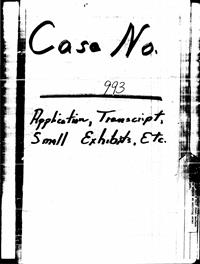 Case No.
993
Application, Transcript,
Small Exhibits, Etc.